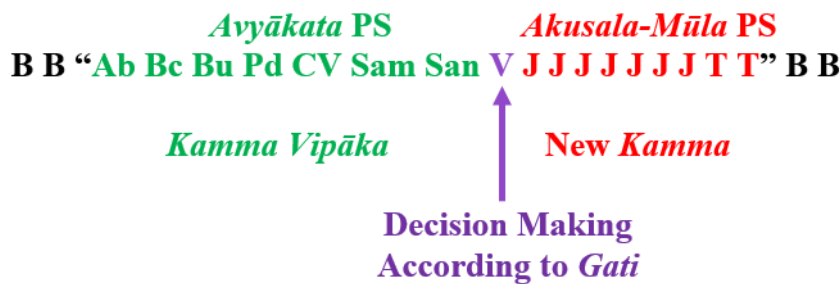 Avyākata PS Akusala-Mūla PS
B B “Ab Bc Bu Pd CV Sam San V J J J J J J J T T” B B
Kamma Vipāka New Kamma
Decision Making
According to Gati